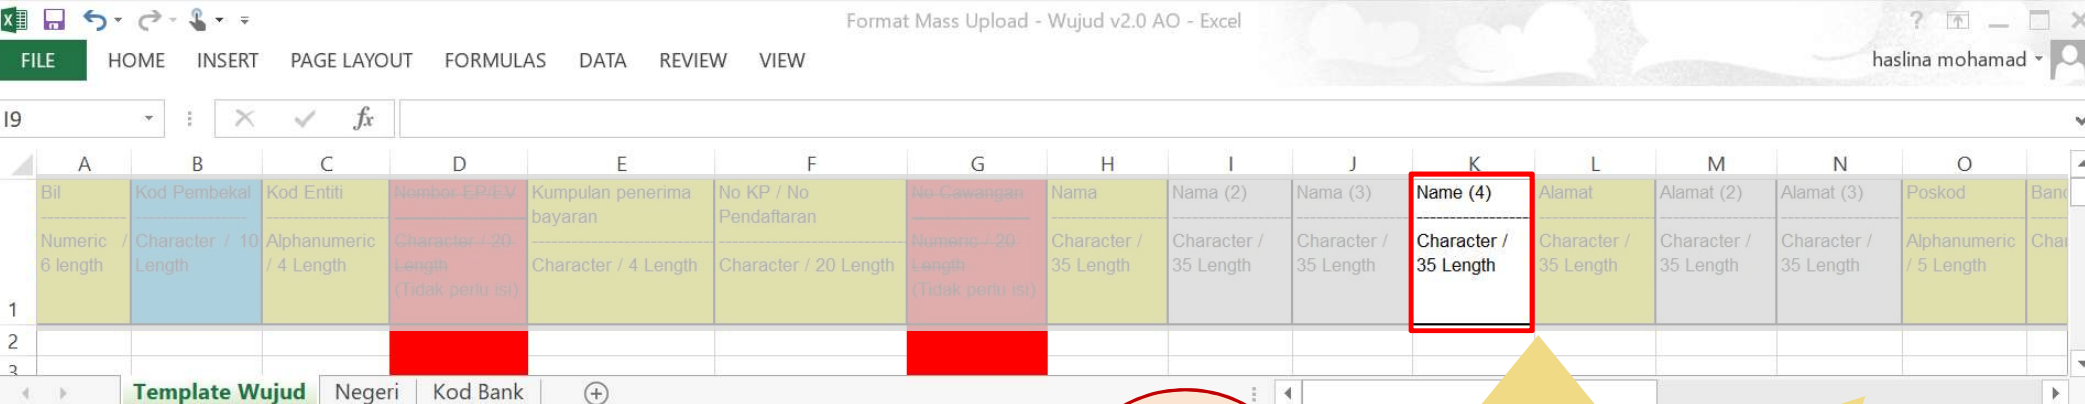 Format Mass Upload - Wujud v2.0 AO - Excel
FILE HOME INSERT PAGE LAYOUT FORMULAS DATA REVIEW VIEW haslina mohamad
I9 fx
A B C D E F G H I J K L M N O
Bil
Numeric /
6 length
Kod Pembekal
Character / 10
Length
Kod Entiti
Alphanumeric
/ 4 Length
Nombor EP/EV
Character / 20
Length
(Tidak perlu isi)
Kumpulan penerima
bayaran
Character / 4 Length
No KP / No
Pendaftaran
Character / 20 Length
No Cawangan
Numeric / 20
Length
(Tidak perlu isi)
Nama
Character /
35 Length
Nama (2)
Character /
35 Length
Nama (3)
Character /
35 Length
Name (4)
Character /
35 Length
Alamat
Character /
35 Length
Alamat (2)
Character /
35 Length
Alamat (3)
Character /
35 Length
Poskod
Alphanumeric
/ 5 Length
1
2
3
Template Wujud Negeri Kod Bank